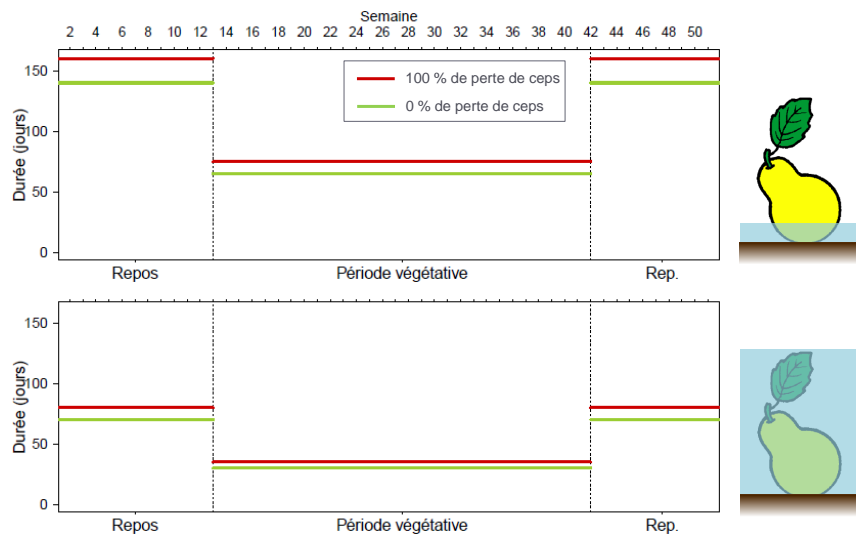 Semaine
2 4 6 8 10 12 14 16 18 20 22 24 26 28 30 32 34 36 38 40 42 44 46 48 50
150
100
50
0
Durée (jours)
100 % de perte de ceps
0 % de perte de ceps
Repos Période végétative Rep.
150
100
50
0
Durée (jours)
Repos Période végétative Rep.